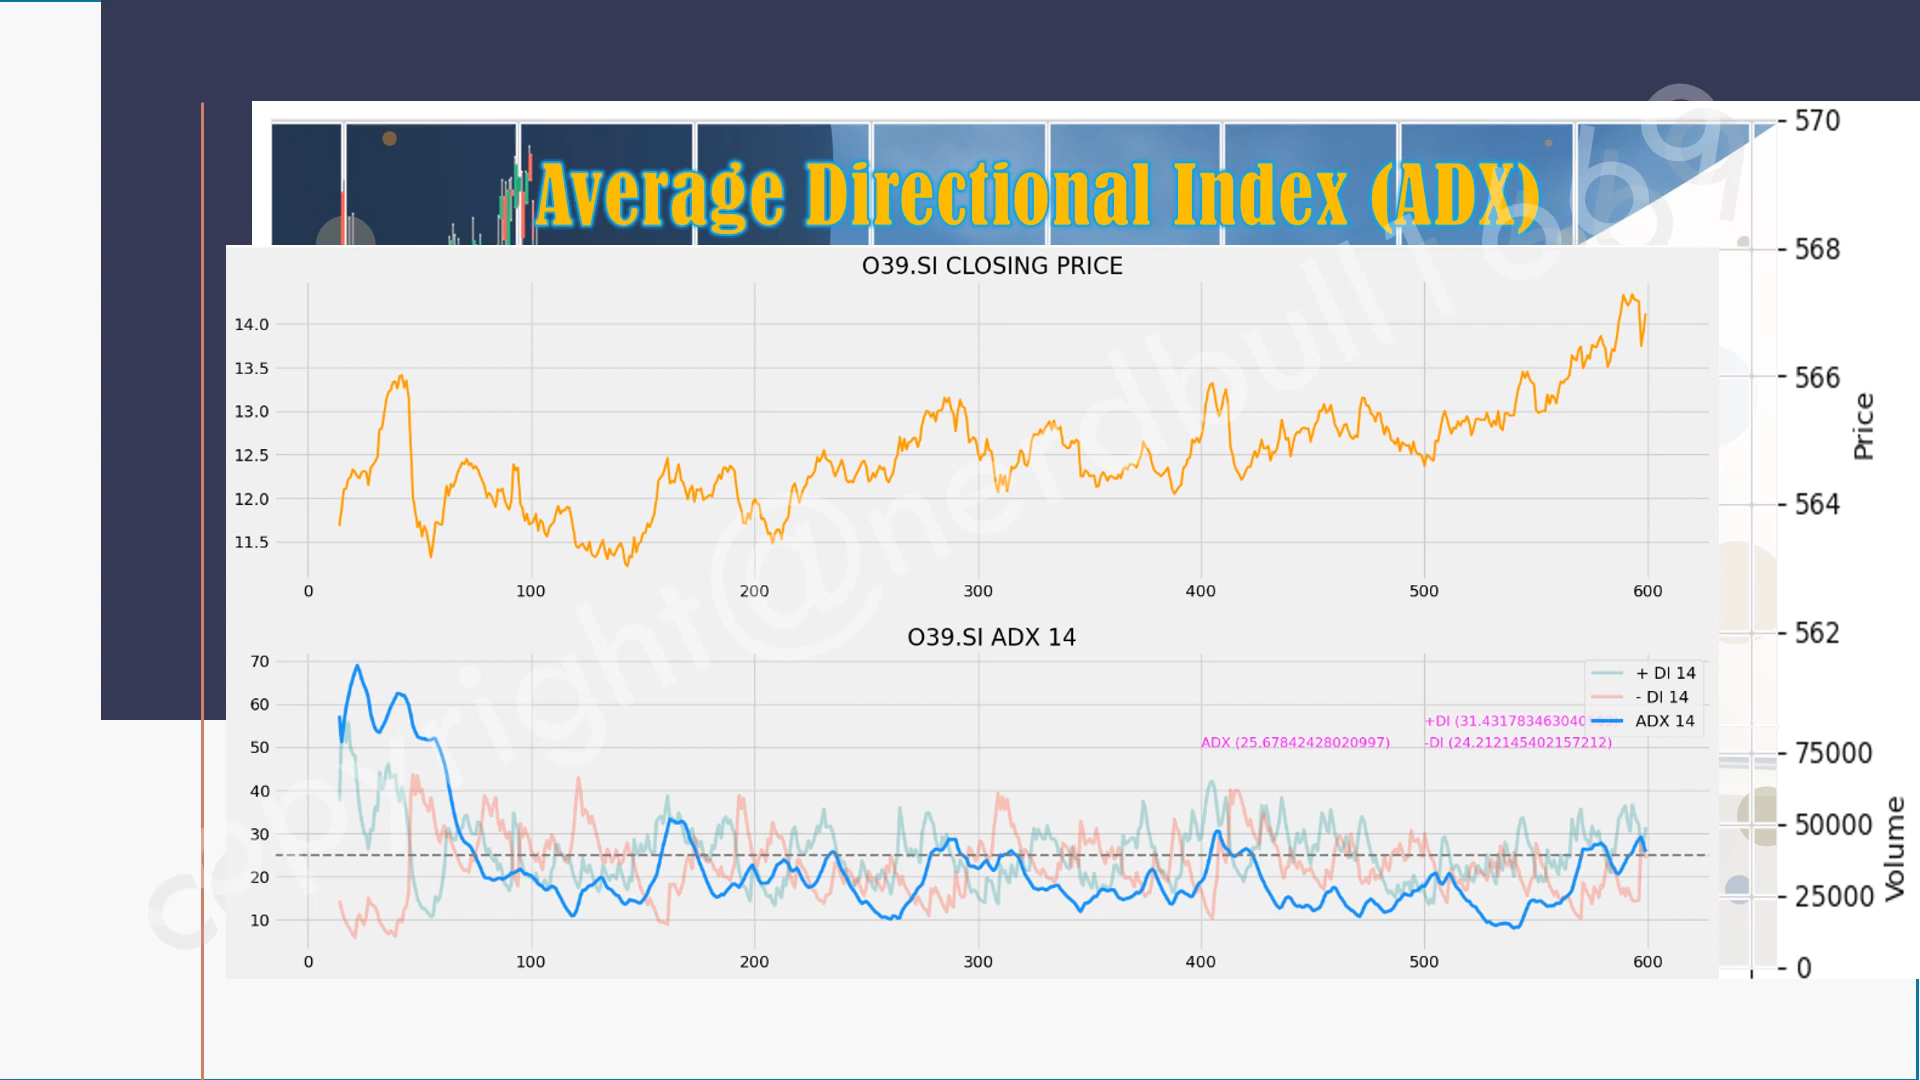 Average Directional Index (ADX)
570
568
566
564
562
Price
75000
50000
25000
0
Volume
O39.SI CLOSING PRICE
14.0
13.5
13.0
12.5
12.0
11.5
0 100 200 300 400 500 600
O39.SI ADX 14
70
60
50
40
30
20
10
0 100 200 300 400 500 600
+ DI 14
- DI 14
ADX 14
+DI (31.431783463040
ADX (25.67842428020997)
-DI (24.212145402157212)
copyright@nerdbull1669